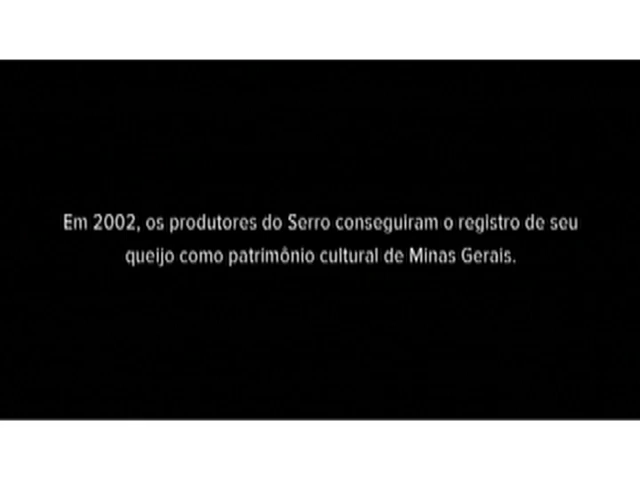 Em 2002, os produtores do Serro conseguiram o registro de seu
queijo como patrimônio cultural de Minas Gerais.